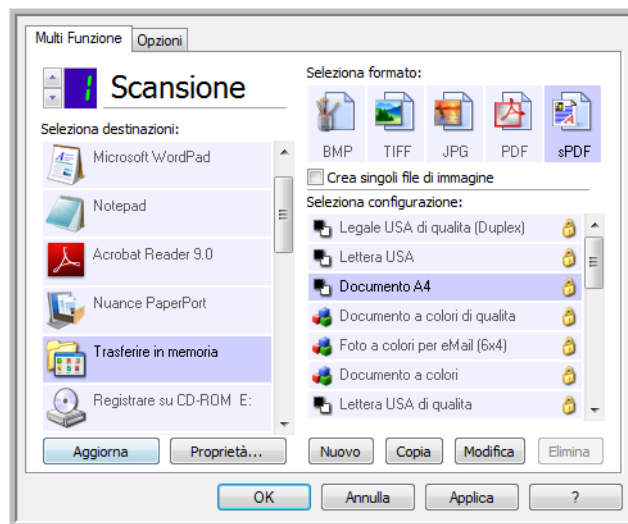 Multi Funzione
Opzioni
1
Scansione
Seleziona destinazioni:
Microsoft WordPad
Notepad
Acrobat Reader 9.0
Nuance PaperPort
Trasferire in memoria
Registrare su CD-ROM E:
Aggiorna
Proprietà...
Seleziona formato:
BMP
TIFF
JPG
PDF
sPDF
Crea singoli file di immagine
Seleziona configurazione:
Legale USA di qualita (Duplex)
Lettera USA
Documento A4
Documento a colori di qualita
Foto a colori per eMail (6x4)
Documento a colori
Lettera USA di qualita
Nuovo
Copia
Modifica
Elimina
OK
Annulla
Applica
?